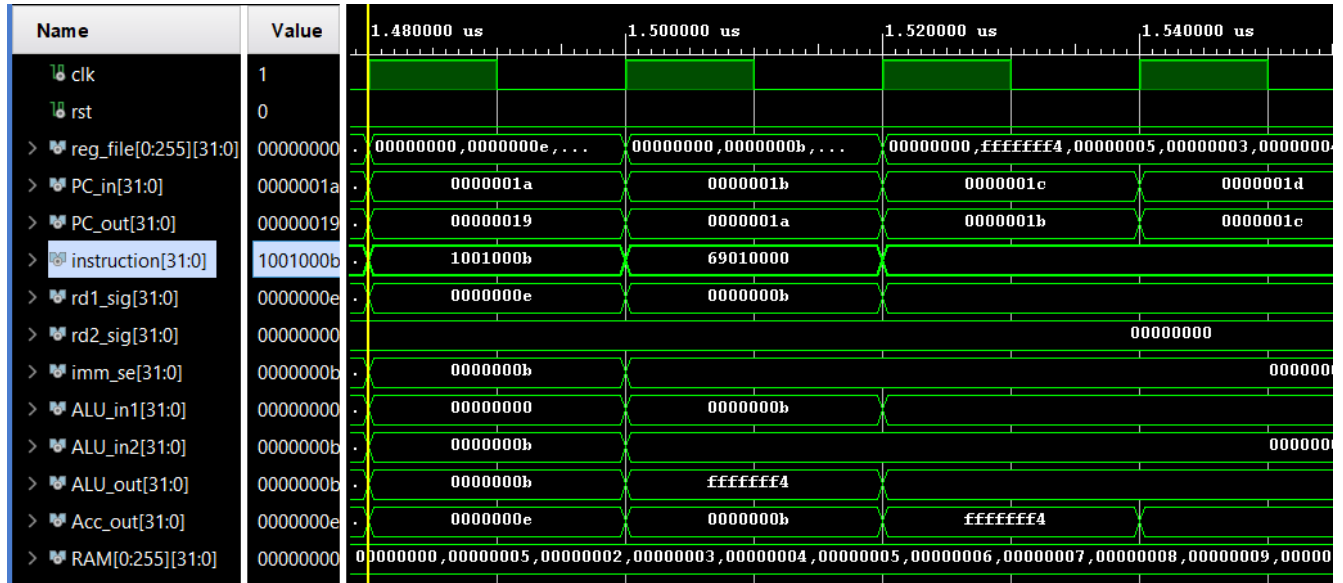 Name Value 1.480000 us 1.500000 us 1.520000 us 1.540000 us
clk 1
rst 0
reg_file[0:255][31:0] 00000000 . 00000000,0000000e,... 00000000,0000000b,... 00000000,fffffff4,00000005,00000003,00000004
PC_in[31:0] 0000001a . 0000001a 0000001b 0000001c 0000001d
PC_out[31:0] 00000019 . 00000019 0000001a 0000001b 0000001c
instruction[31:0] 1001000b . 1001000b 69010000
rd1_sig[31:0] 0000000e . 0000000e 0000000b
rd2_sig[31:0] 00000000 00000000
imm_se[31:0] 0000000b . 0000000b 000000
ALU_in1[31:0] 00000000 . 00000000 0000000b
ALU_in2[31:0] 0000000b . 0000000b 000000
ALU_out[31:0] 0000000b . 0000000b fffffff4
Acc_out[31:0] 0000000e . 0000000e 0000000b fffffff4
RAM[0:255][31:0] 00000000 00000000,00000005,00000002,00000003,00000004,00000005,00000006,00000007,00000008,00000009,00000